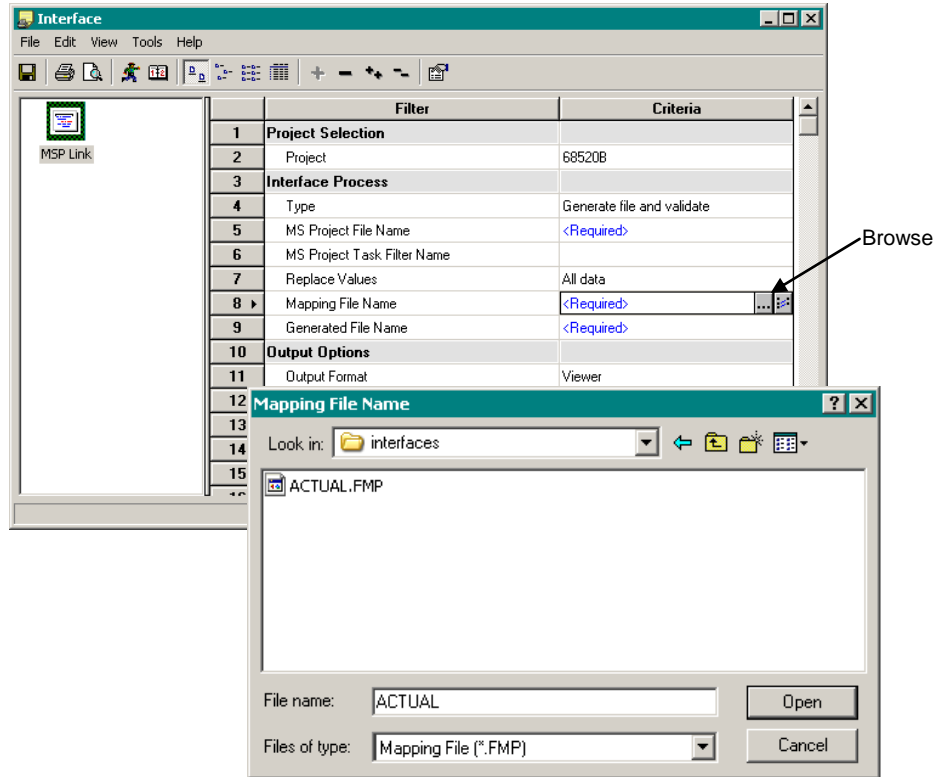 Interface
File Edit View Tools Help
Filter Criteria
1 Project Selection
2 Project 68520B
3 Interface Process
4 Type Generate file and validate
5 MS Project File Name <Required>
6 MS Project Task Filter Name
7 Replace Values All data
8 Mapping File Name <Required> ...
9 Generated File Name <Required>
10 Output Options
11 Output Format Viewer
12
13
14
15
MSP Link
Browse
Mapping File Name
Look in: interfaces
ACTUAL.FMP
File name: ACTUAL Open
Files of type: Mapping File (*.FMP) Cancel